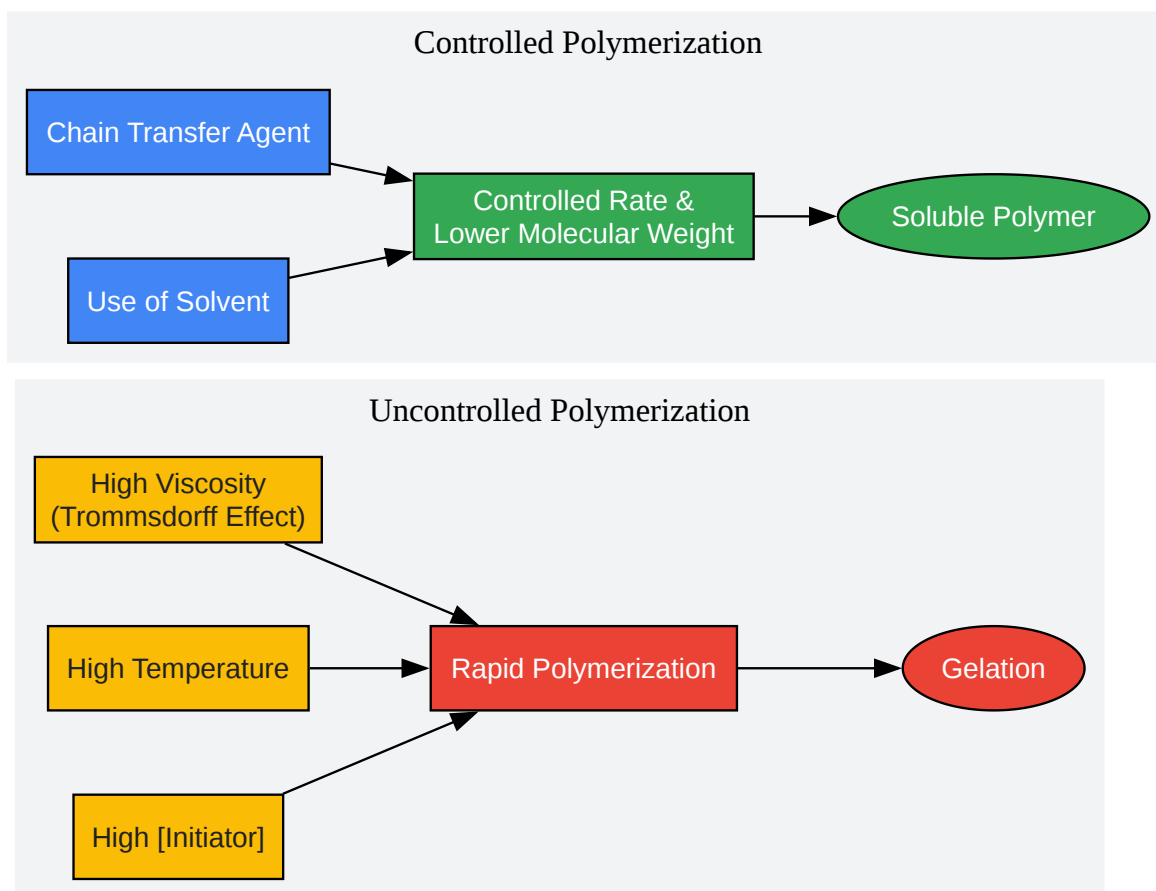 Controlled Polymerization
Chain Transfer Agent
Use of Solvent
Controlled Rate &
Lower Molecular Weight
Soluble Polymer
Uncontrolled Polymerization
High Viscosity
(Trommsdorff Effect)
High Temperature
High [Initiator]
Rapid Polymerization
Gelation